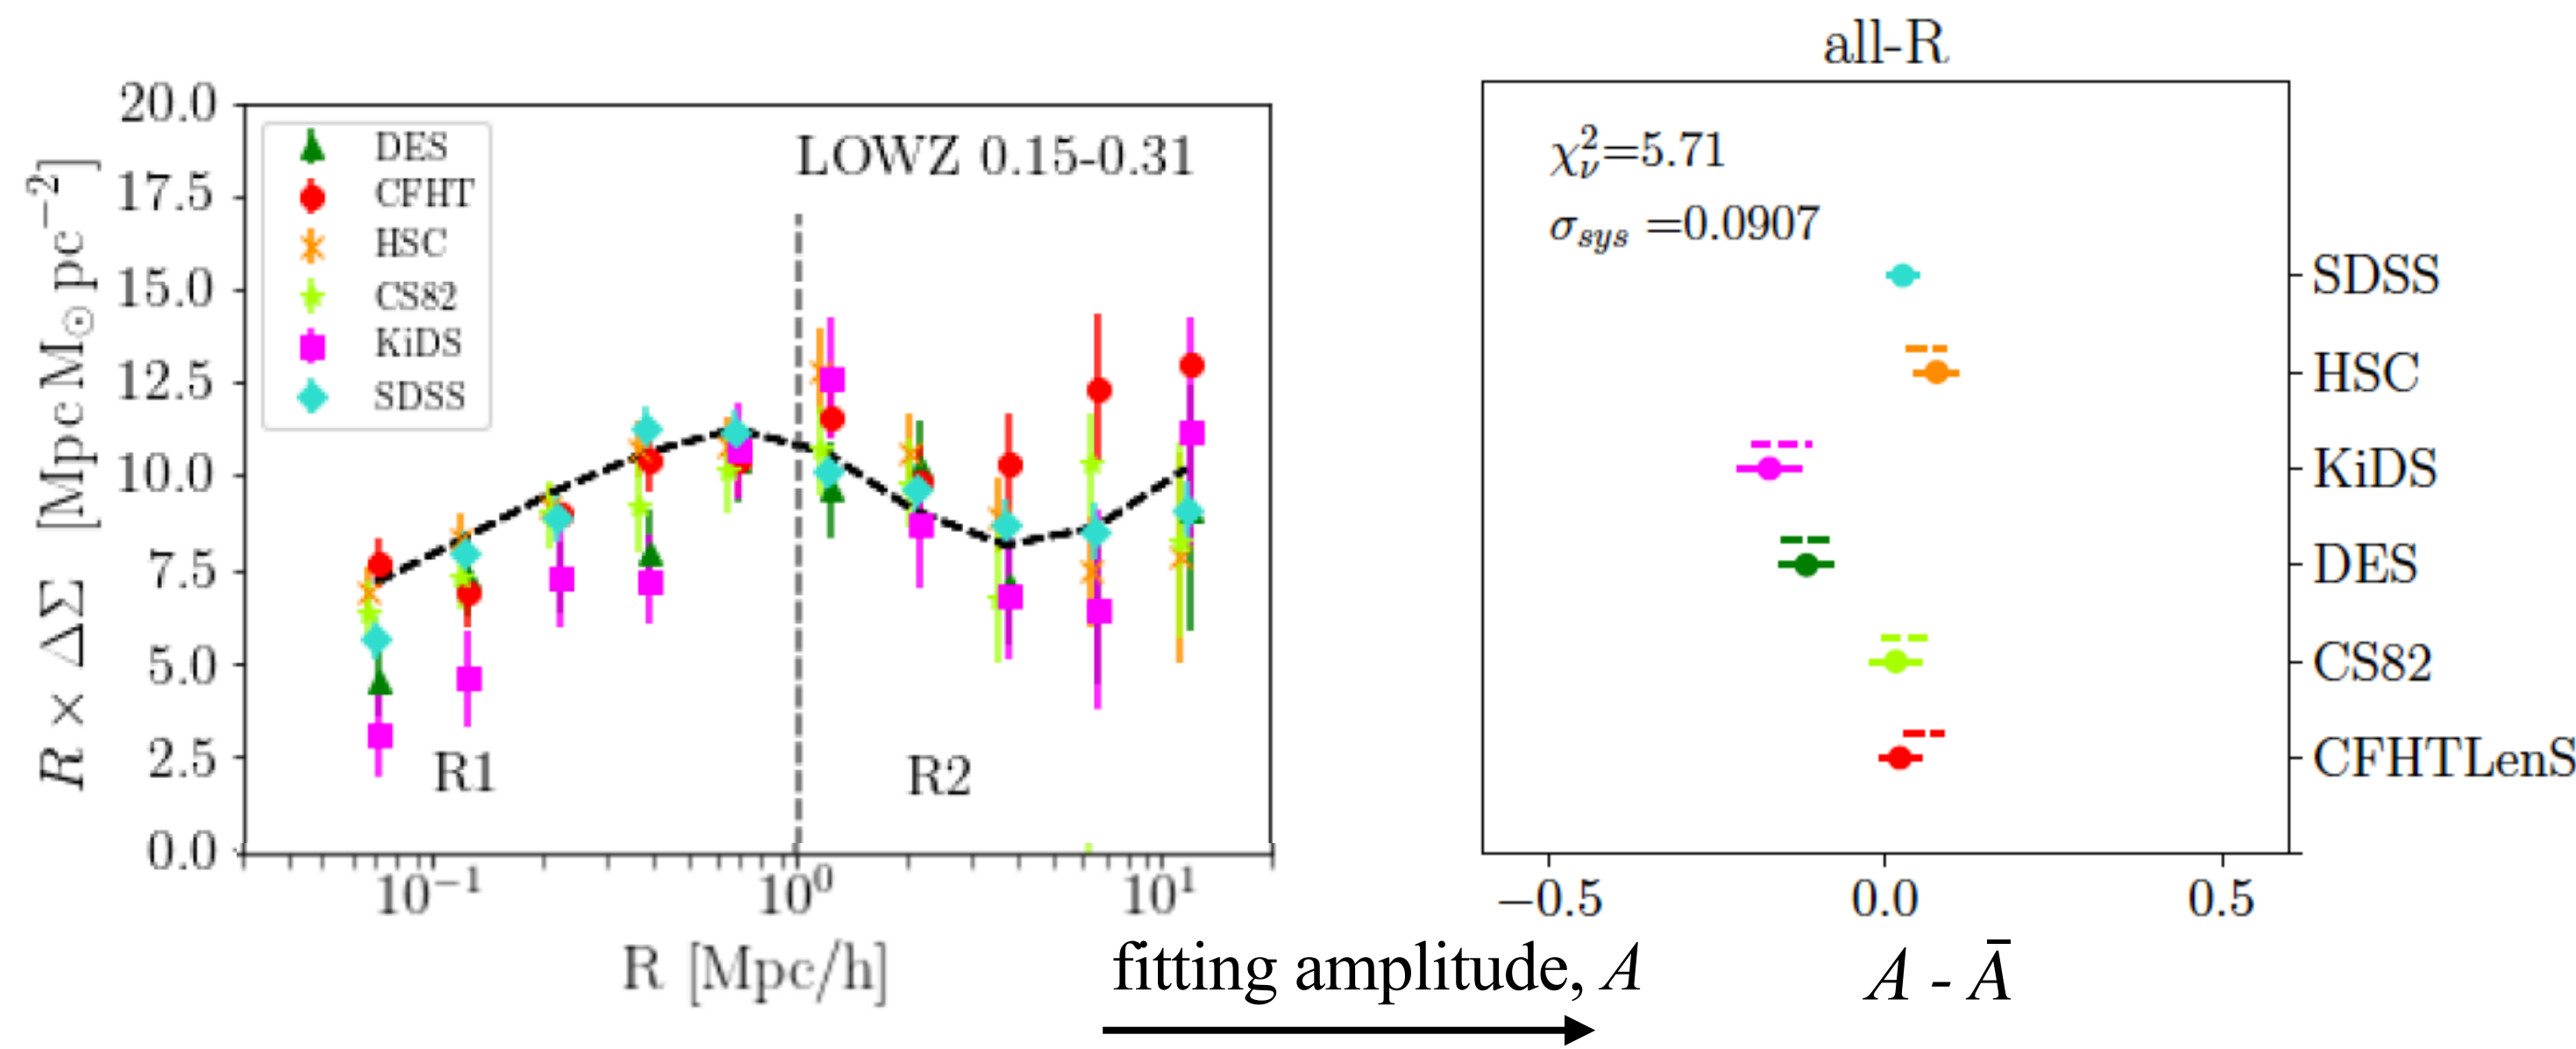 all-R
20.0
17.5
15.0
12.5
10.0
7.5
5.0
2.5
0.0
R × ΔΣ [Mpc M⊙ pc⁻²]
DES
CFHT
HSC
CS82
KiDS
SDSS
LOWZ 0.15-0.31
R1
R2
10⁻¹
10⁰
10¹
R [Mpc/h]
fitting amplitude, A
χ²ᵥ=5.71
σ_sys =0.0907
SDSS
HSC
KiDS
DES
CS82
CFHTLenS
−0.5
0.0
0.5
A - Ā